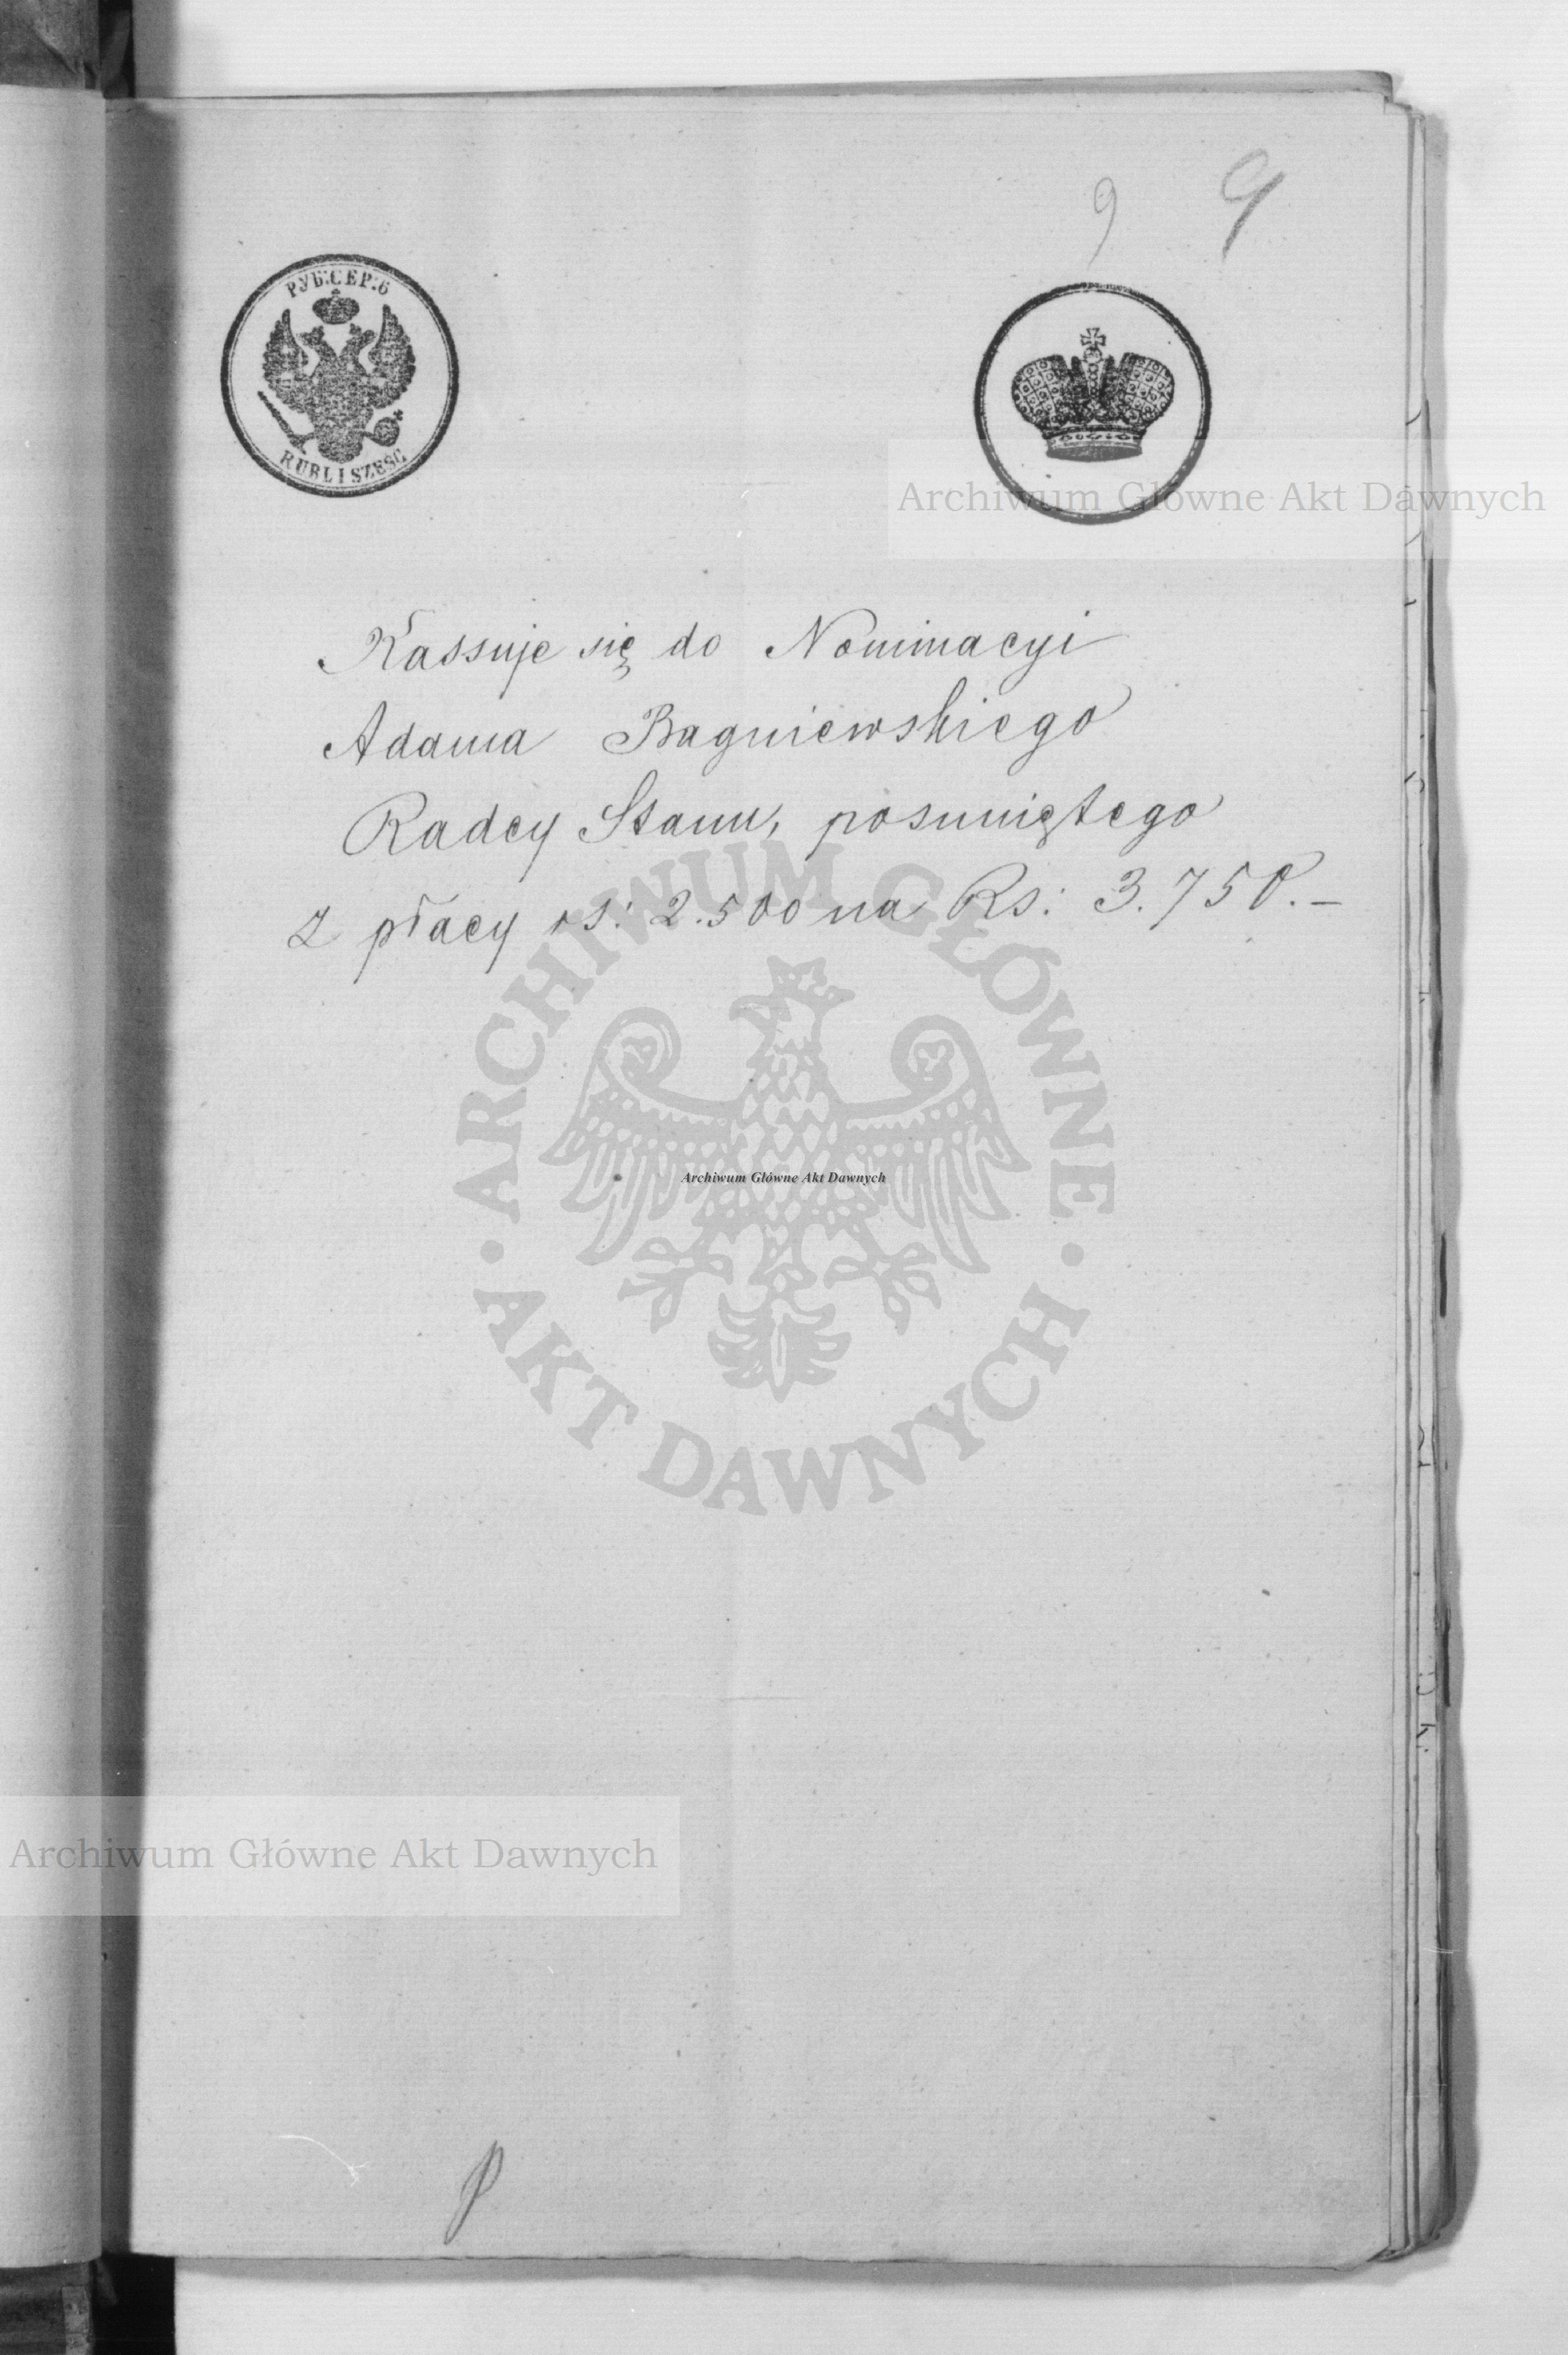 9 9
РУБ.СЕР.6
RUBLI SZEŚĆ
Archiwum Główne Akt Dawnych
Kassuje się do Nominacyi
Adama Bagniewskiego
Radcy Stanu, posuniętego
z płacy rs: 2.500 na Rs: 3.750.–
ARCHIWUM GŁÓWNE
Archiwum Główne Akt Dawnych
AKT DAWNYCH
Archiwum Główne Akt Dawnych